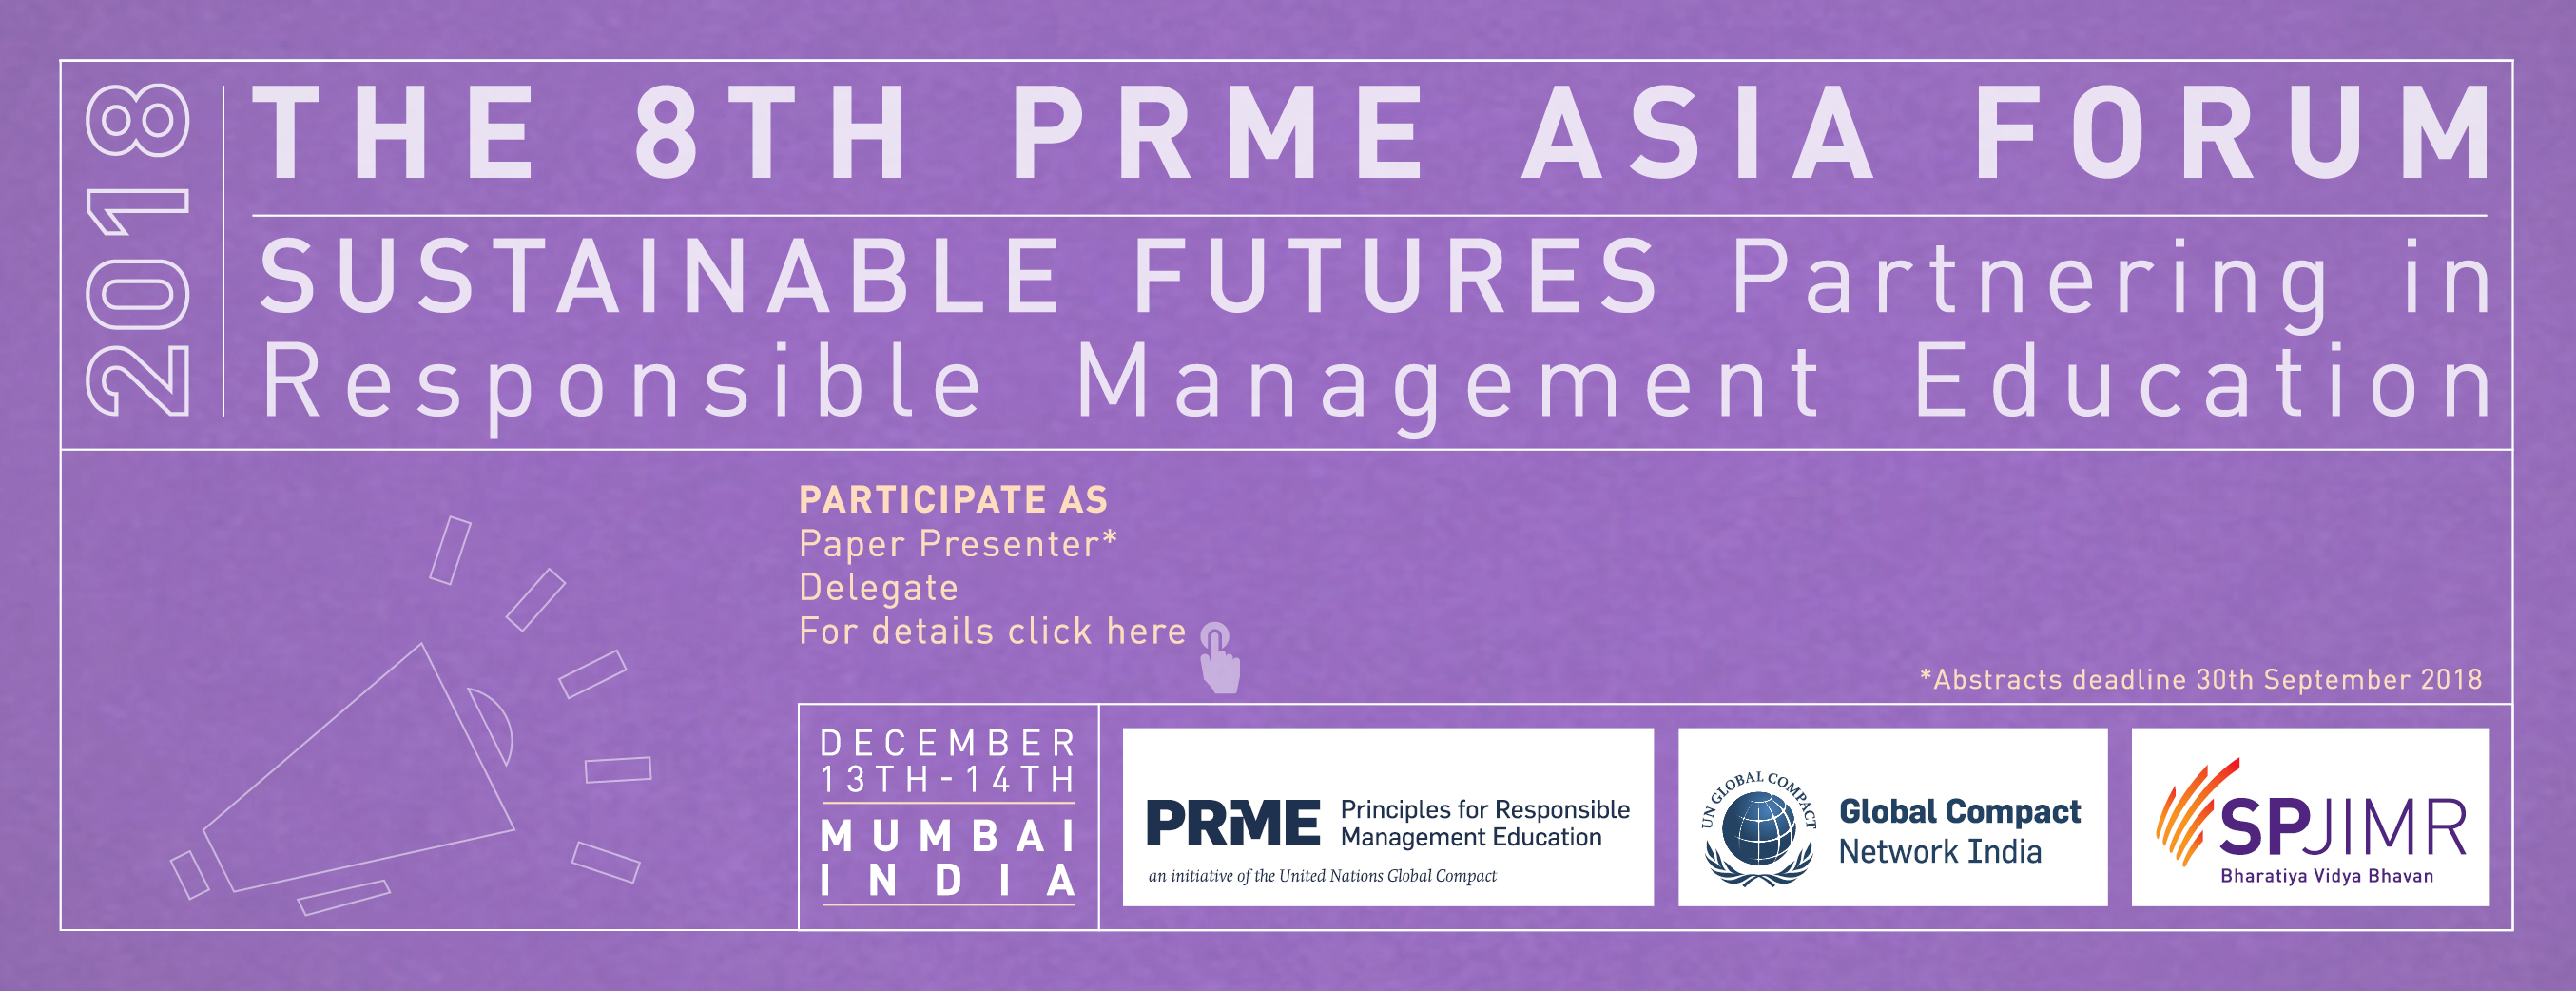 2018
THE 8TH PRME ASIA FORUM
SUSTAINABLE FUTURES Partnering in
Responsible Management Education
PARTICIPATE AS
Paper Presenter*
Delegate
For details click here
*Abstracts deadline 30th September 2018
DECEMBER
13TH-14TH
MUMBAI
INDIA
PRME
Principles for Responsible
Management Education
an initiative of the United Nations Global Compact
UN GLOBAL COMPACT
Global Compact
Network India
SPJIMR
Bharatiya Vidya Bhavan